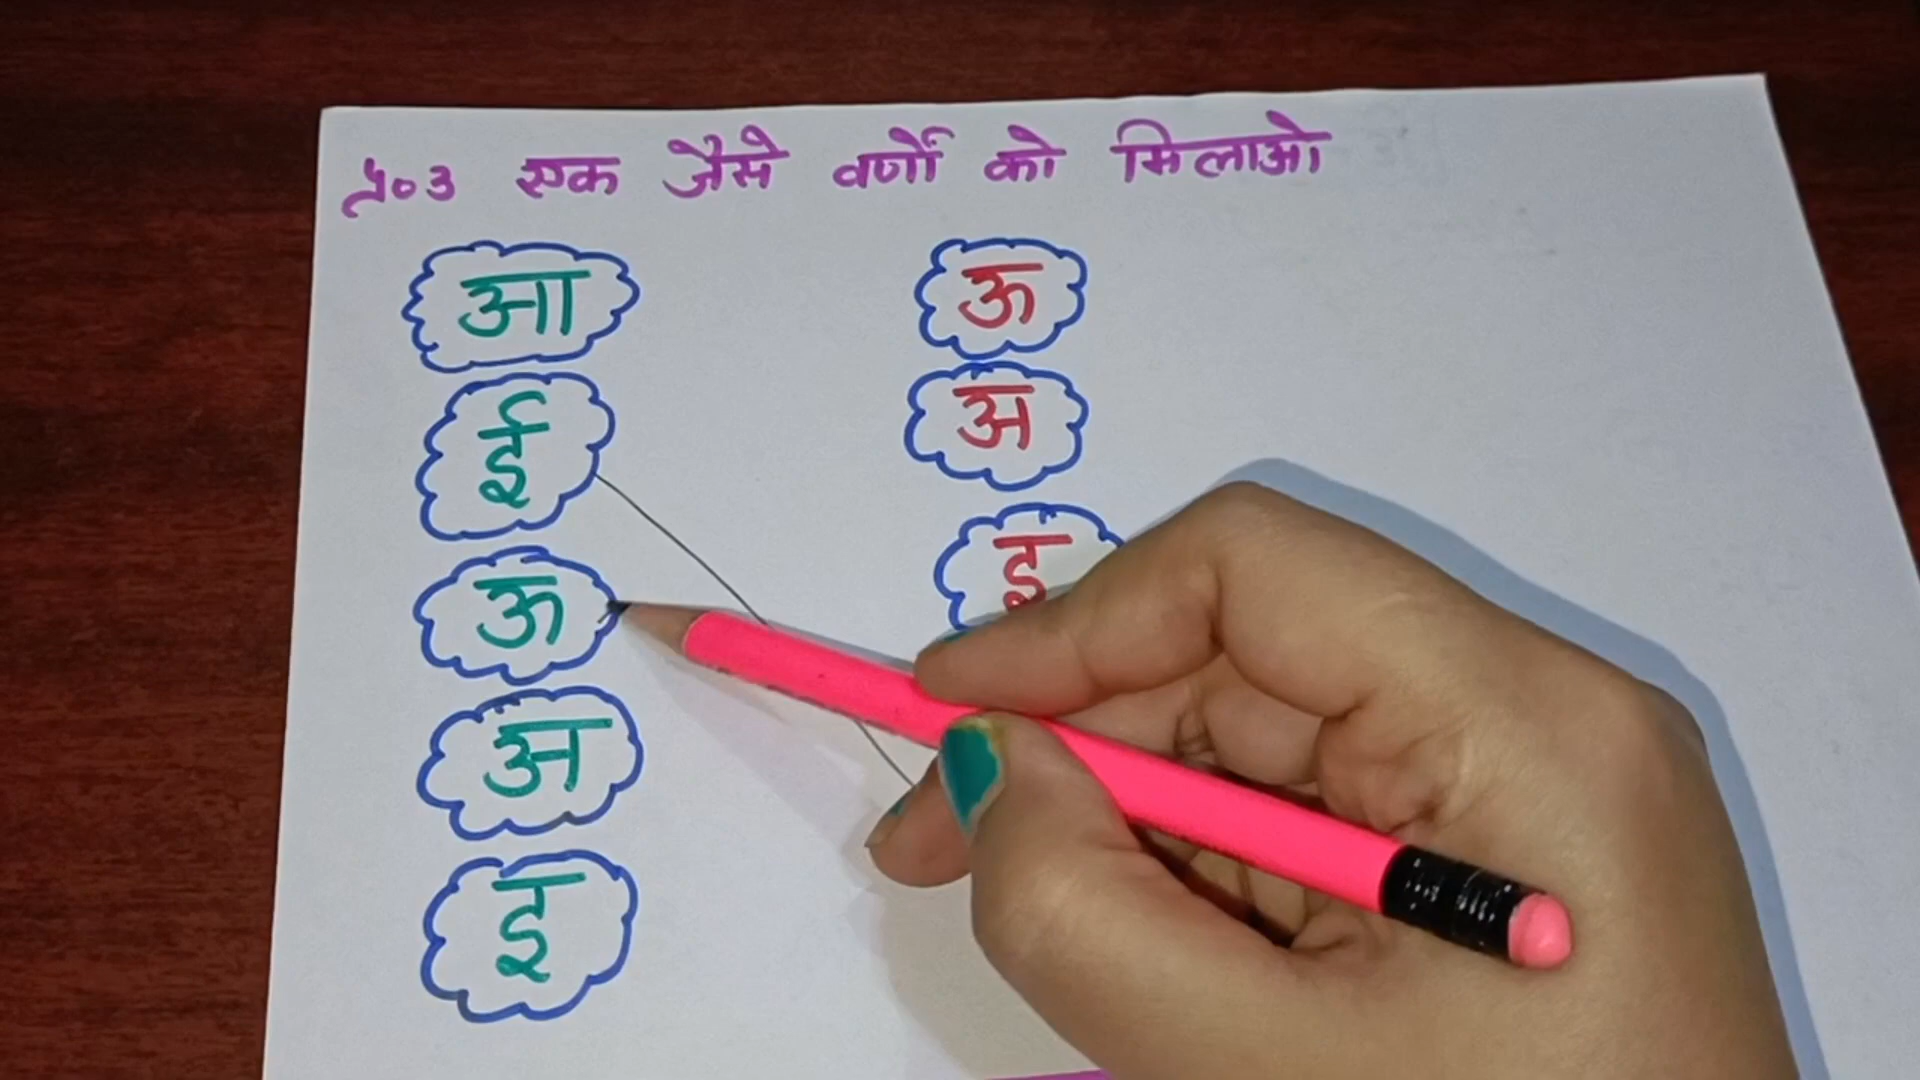 प्र०3 एक जैसे वर्णों को मिलाओ
आ ऊ
ई अ
ऊ इ
अ
इ